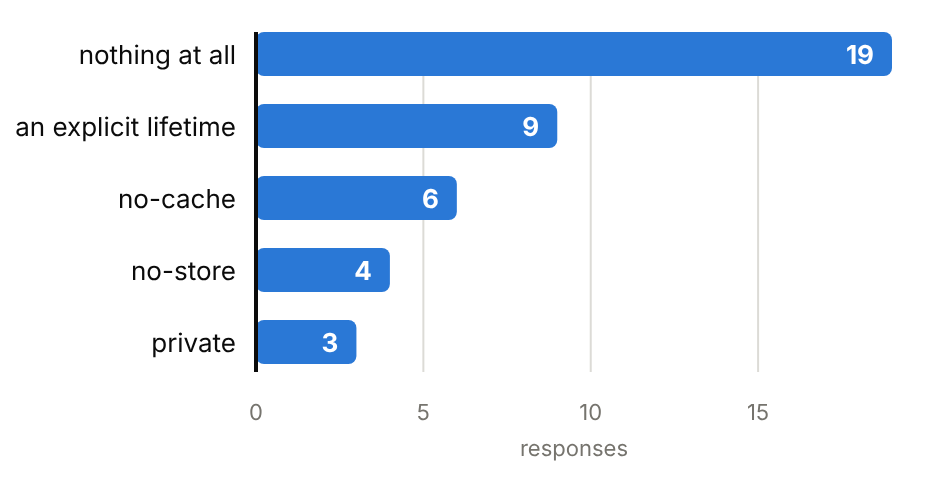 nothing at all 19
an explicit lifetime 9
no-cache 6
no-store 4
private 3
0 5 10 15
responses